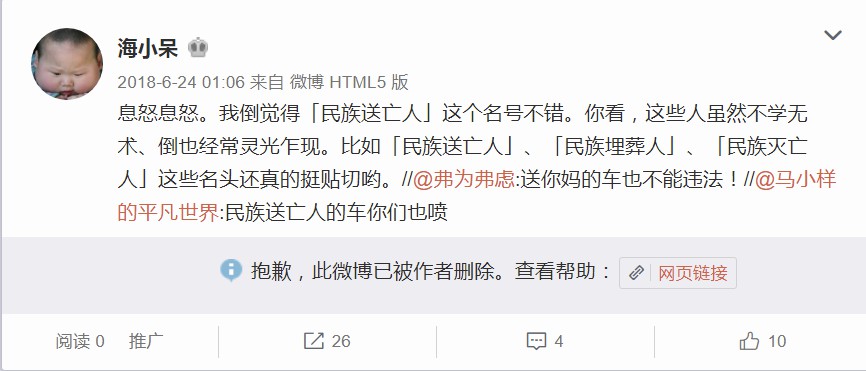 海小呆
2018-6-24 01:06 来自 微博 HTML5 版
息怒息怒。我倒觉得「民族送亡人」这个名号不错。你看，这些人虽然不学无
术、倒也经常灵光乍现。比如「民族送亡人」、「民族埋葬人」、「民族灭亡
人」这些名头还真的挺贴切哟。//@弗为弗虑:送你妈的车也不能违法！//@马小样
的平凡世界:民族送亡人的车你们也喷
抱歉，此微博已被作者删除。查看帮助： 网页链接
阅读 0 推广 26 4 10